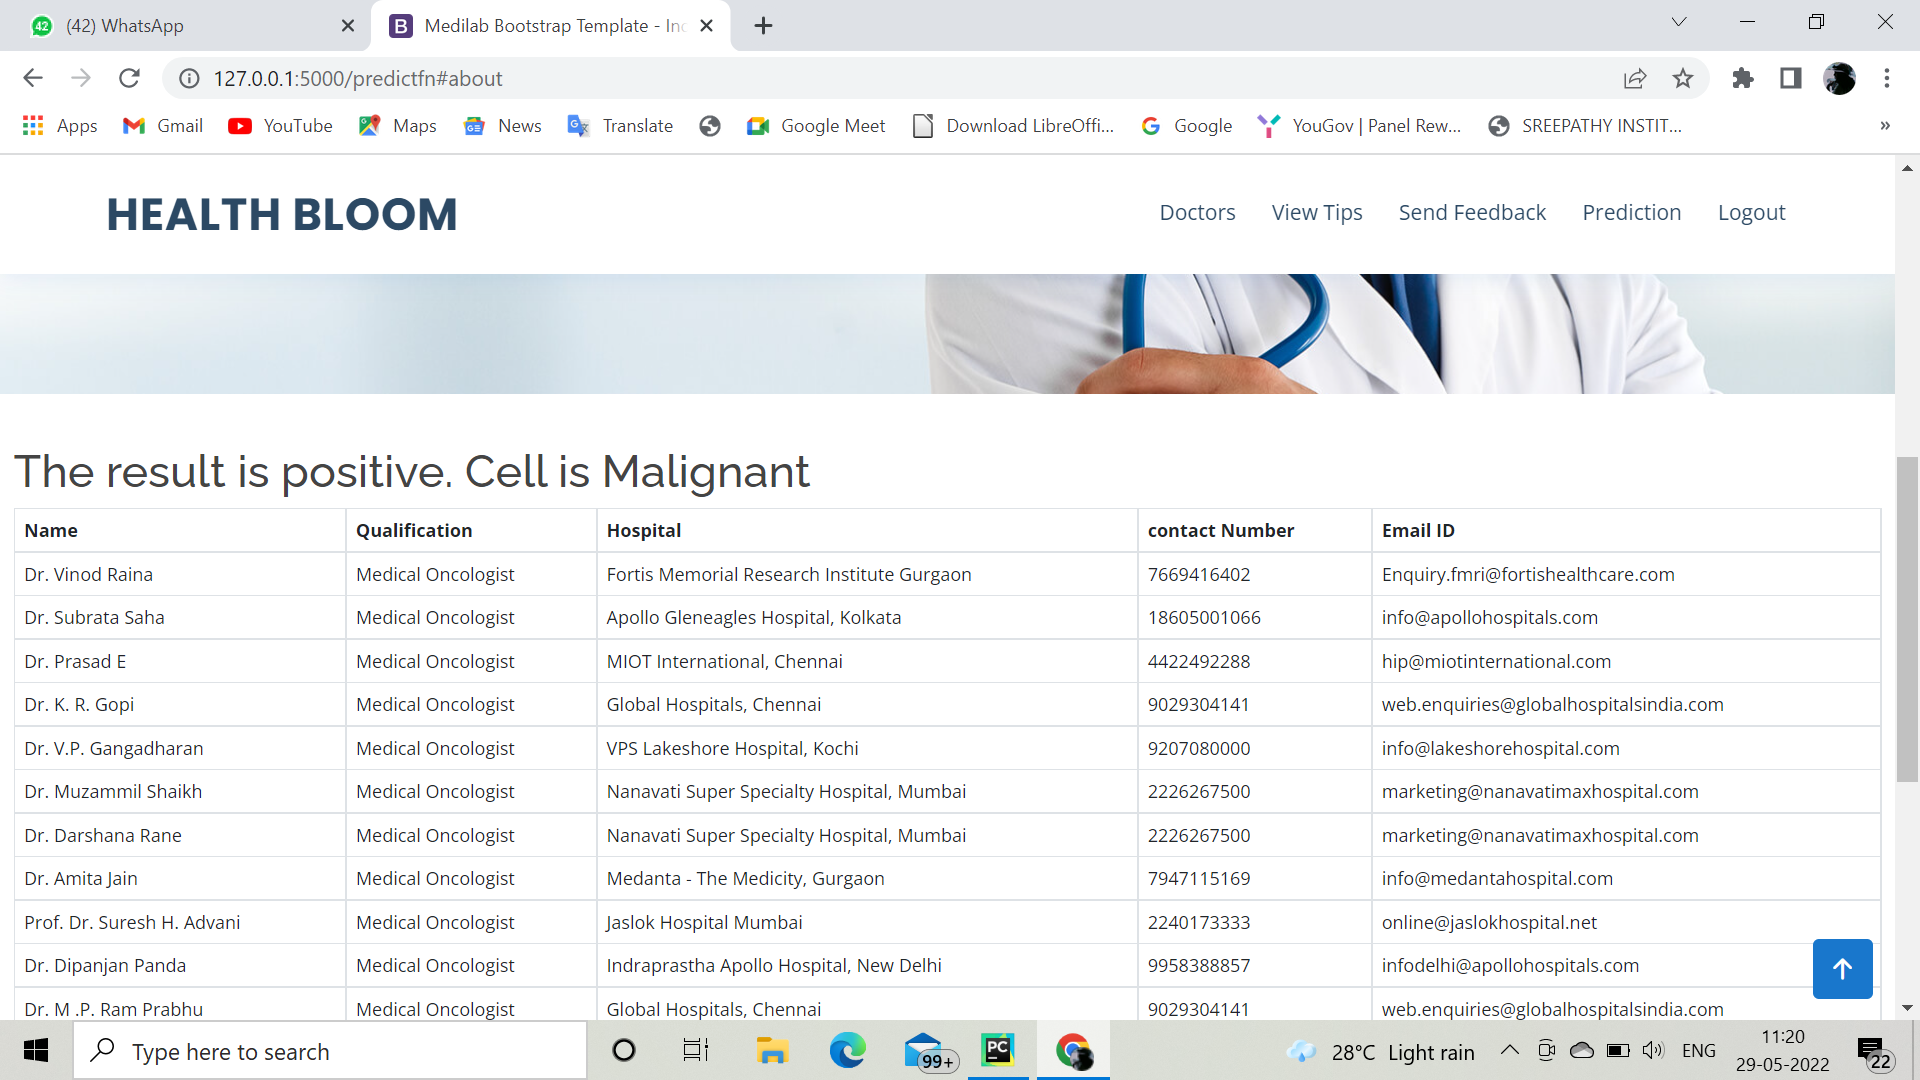 42 (42) WhatsApp
B Medilab Bootstrap Template - Inc
127.0.0.1:5000/predictfn#about
Apps Gmail YouTube Maps News Translate Google Meet Download LibreOffi... Google YouGov | Panel Rew... SREEPATHY INSTIT... »
HEALTH BLOOM
Doctors View Tips Send Feedback Prediction Logout
The result is positive. Cell is Malignant
Name Qualification Hospital contact Number Email ID
Dr. Vinod Raina Medical Oncologist Fortis Memorial Research Institute Gurgaon 7669416402 Enquiry.fmri@fortishealthcare.com
Dr. Subrata Saha Medical Oncologist Apollo Gleneagles Hospital, Kolkata 18605001066 info@apollohospitals.com
Dr. Prasad E Medical Oncologist MIOT International, Chennai 4422492288 hip@miotinternational.com
Dr. K. R. Gopi Medical Oncologist Global Hospitals, Chennai 9029304141 web.enquiries@globalhospitalsindia.com
Dr. V.P. Gangadharan Medical Oncologist VPS Lakeshore Hospital, Kochi 9207080000 info@lakeshorehospital.com
Dr. Muzammil Shaikh Medical Oncologist Nanavati Super Specialty Hospital, Mumbai 2226267500 marketing@nanavatimaxhospital.com
Dr. Darshana Rane Medical Oncologist Nanavati Super Specialty Hospital, Mumbai 2226267500 marketing@nanavatimaxhospital.com
Dr. Amita Jain Medical Oncologist Medanta - The Medicity, Gurgaon 7947115169 info@medantahospital.com
Prof. Dr. Suresh H. Advani Medical Oncologist Jaslok Hospital Mumbai 2240173333 online@jaslokhospital.net
Dr. Dipanjan Panda Medical Oncologist Indraprastha Apollo Hospital, New Delhi 9958388857 infodelhi@apollohospitals.com
Dr. M .P. Ram Prabhu Medical Oncologist Global Hospitals, Chennai 9029304141 web.enquiries@globalhospitalsindia.com
Type here to search 99+ PC 28°C Light rain ENG 11:20
29-05-2022 22